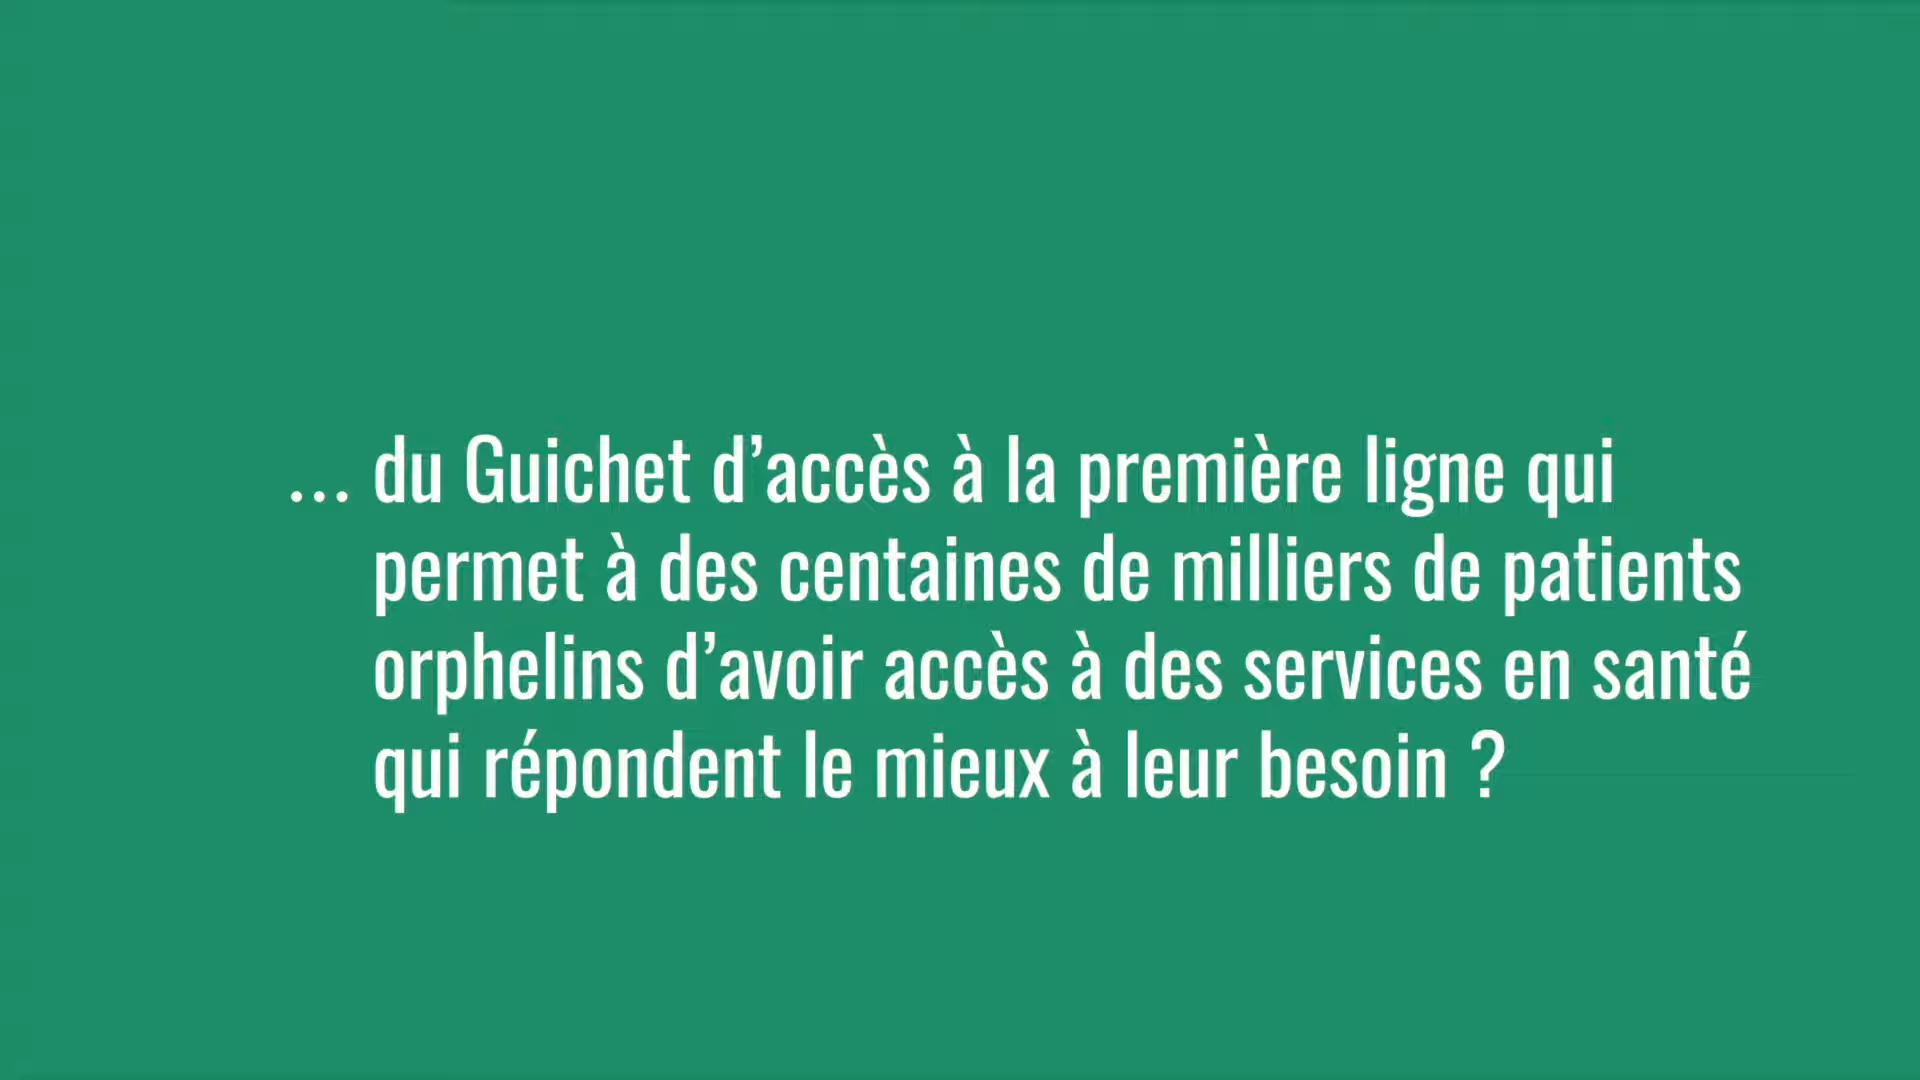 ... du Guichet d’accès à la première ligne qui
permet à des centaines de milliers de patients
orphelins d’avoir accès à des services en santé
qui répondent le mieux à leur besoin ?